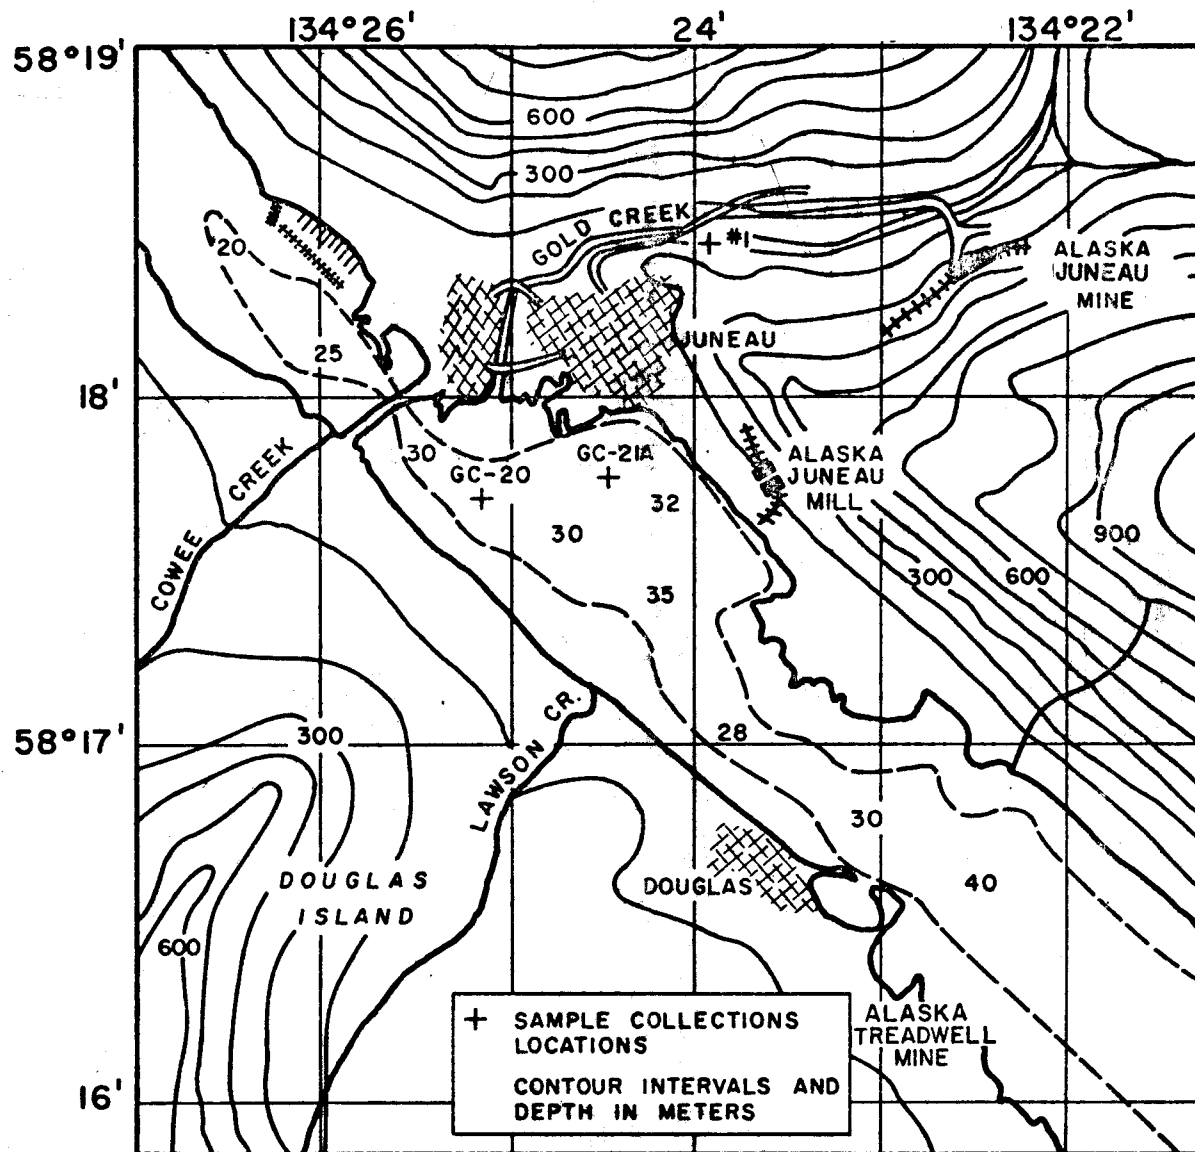 134°26' 24' 134°22'
58°19'
600
300
GOLD CREEK
#1
20
ALASKA
JUNEAU
MINE
25
JUNEAU
18'
30
GC-20
GC-21A
ALASKA
JUNEAU
MILL
COWEE CREEK
32
30
900
300
600
35
LAWSON CR.
58°17'
300
28
30
DOUGLAS
ISLAND
DOUGLAS
40
600
+ SAMPLE COLLECTIONS
LOCATIONS
CONTOUR INTERVALS AND
DEPTH IN METERS
ALASKA
TREADWELL
MINE
16'